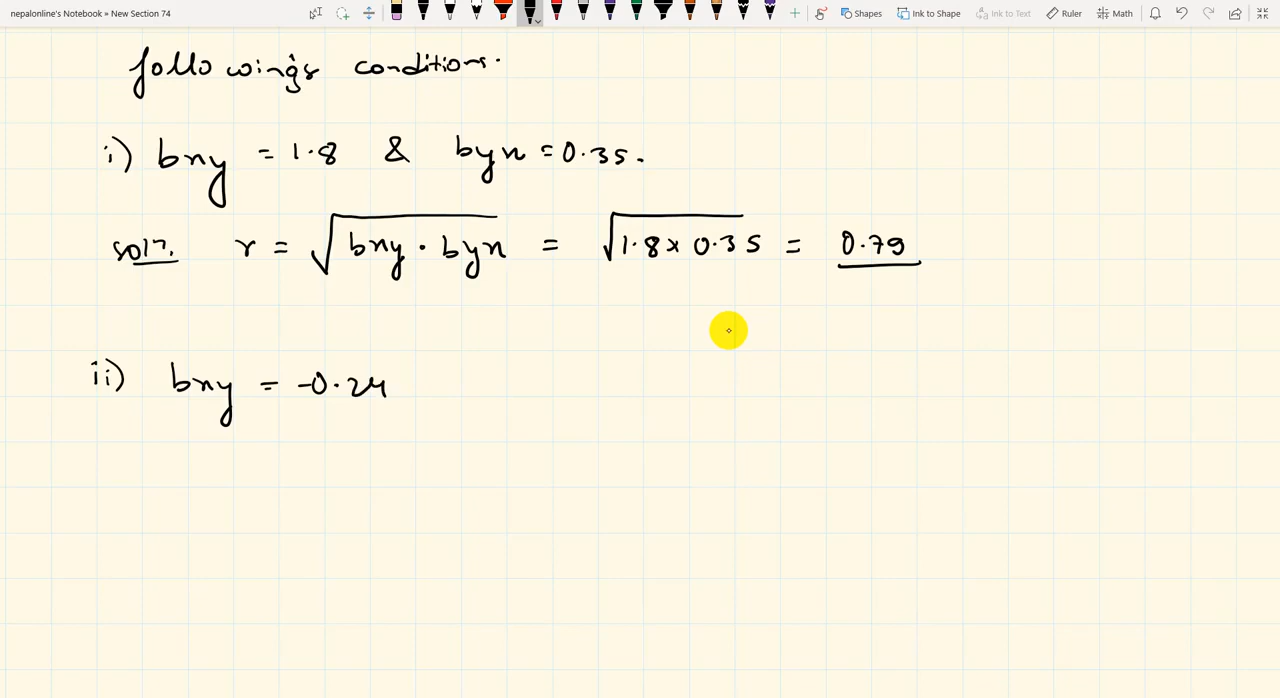 nepalonline's Notebook » New Section 74
Shapes Ink to Shape Ink to Text Ruler Math
followings conditions.
i) bxy = 1.8 & byx = 0.35.
soln. r = √bxy . byx = √1.8 x 0.35 = 0.79
ii) bxy = -0.24